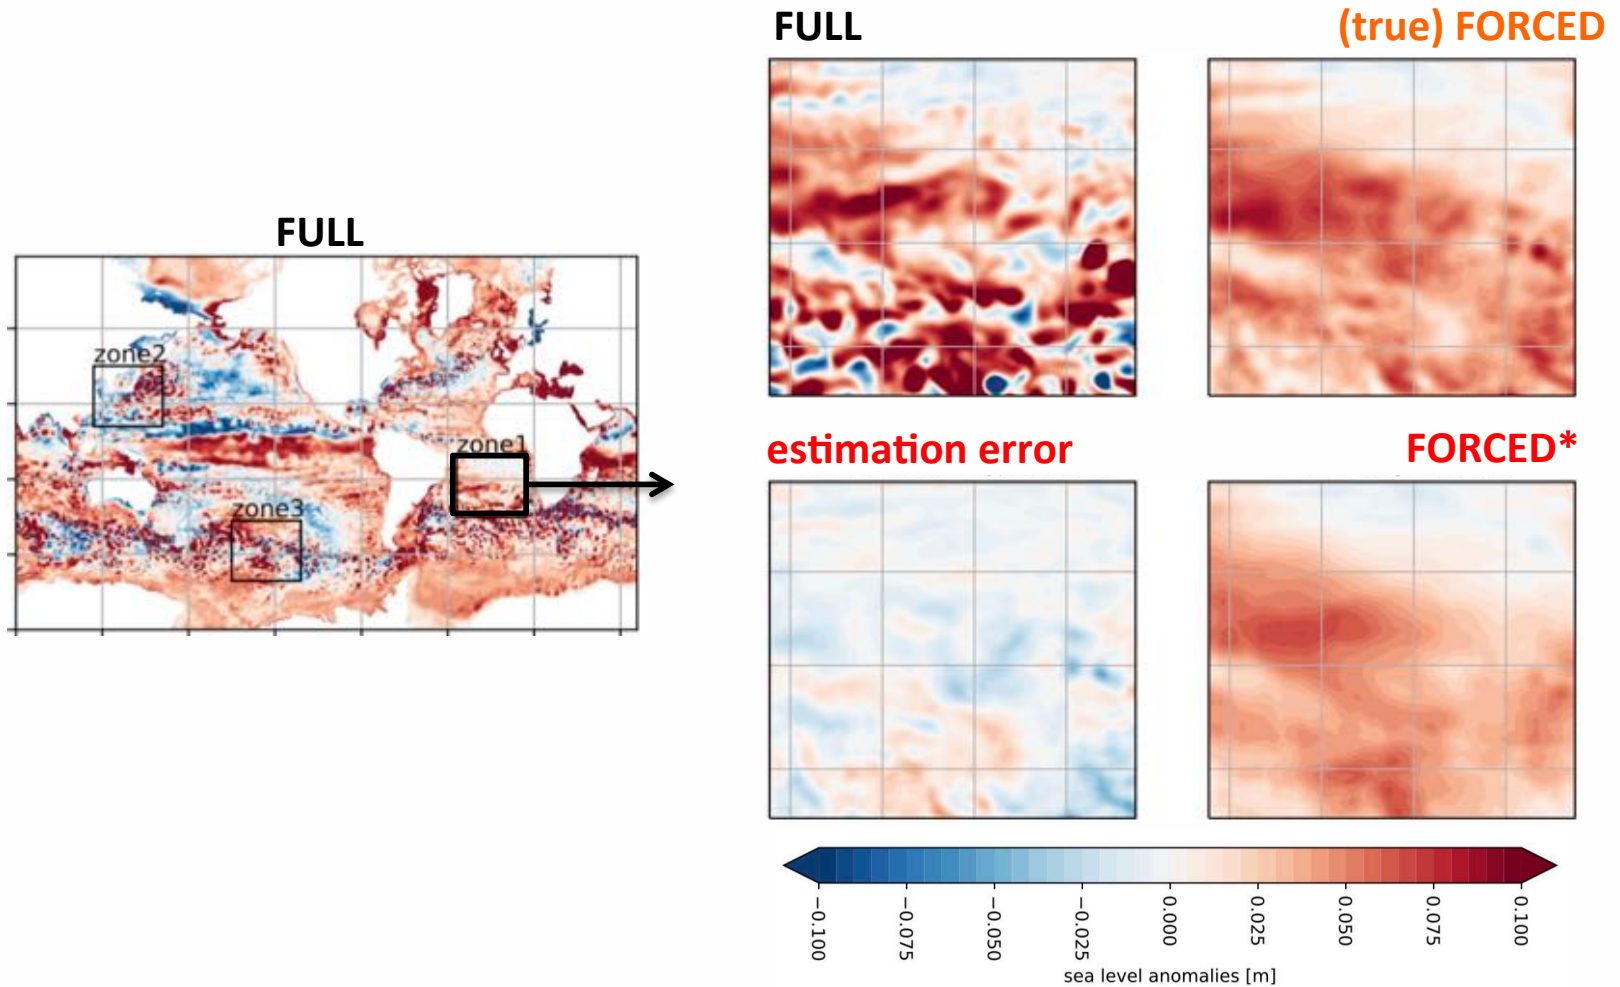 FULL
(true) FORCED
FULL
zone2
zone1
zone3
estimation error
FORCED*
−0.100
−0.075
−0.050
−0.025
0.000
0.025
0.050
0.075
0.100
sea level anomalies [m]